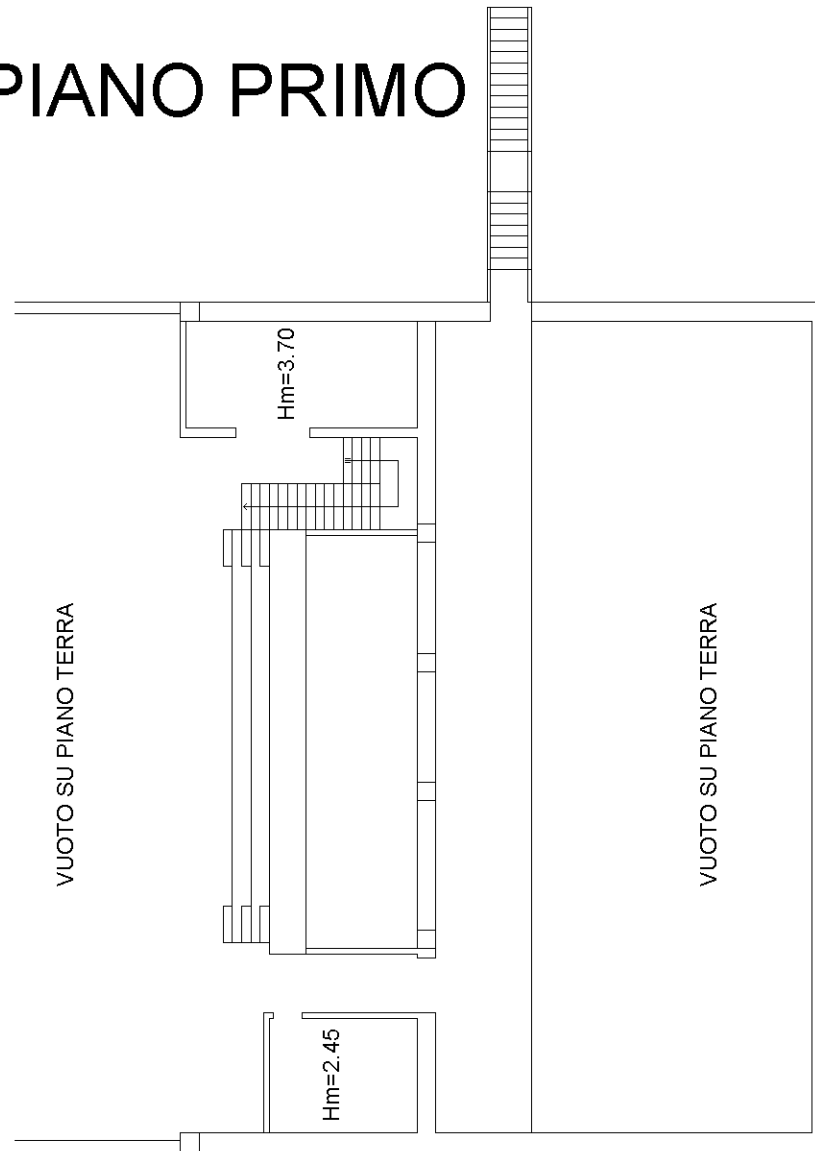 PIANO PRIMO
Hm=3.70
VUOTO SU PIANO TERRA
VUOTO SU PIANO TERRA
Hm=2.45